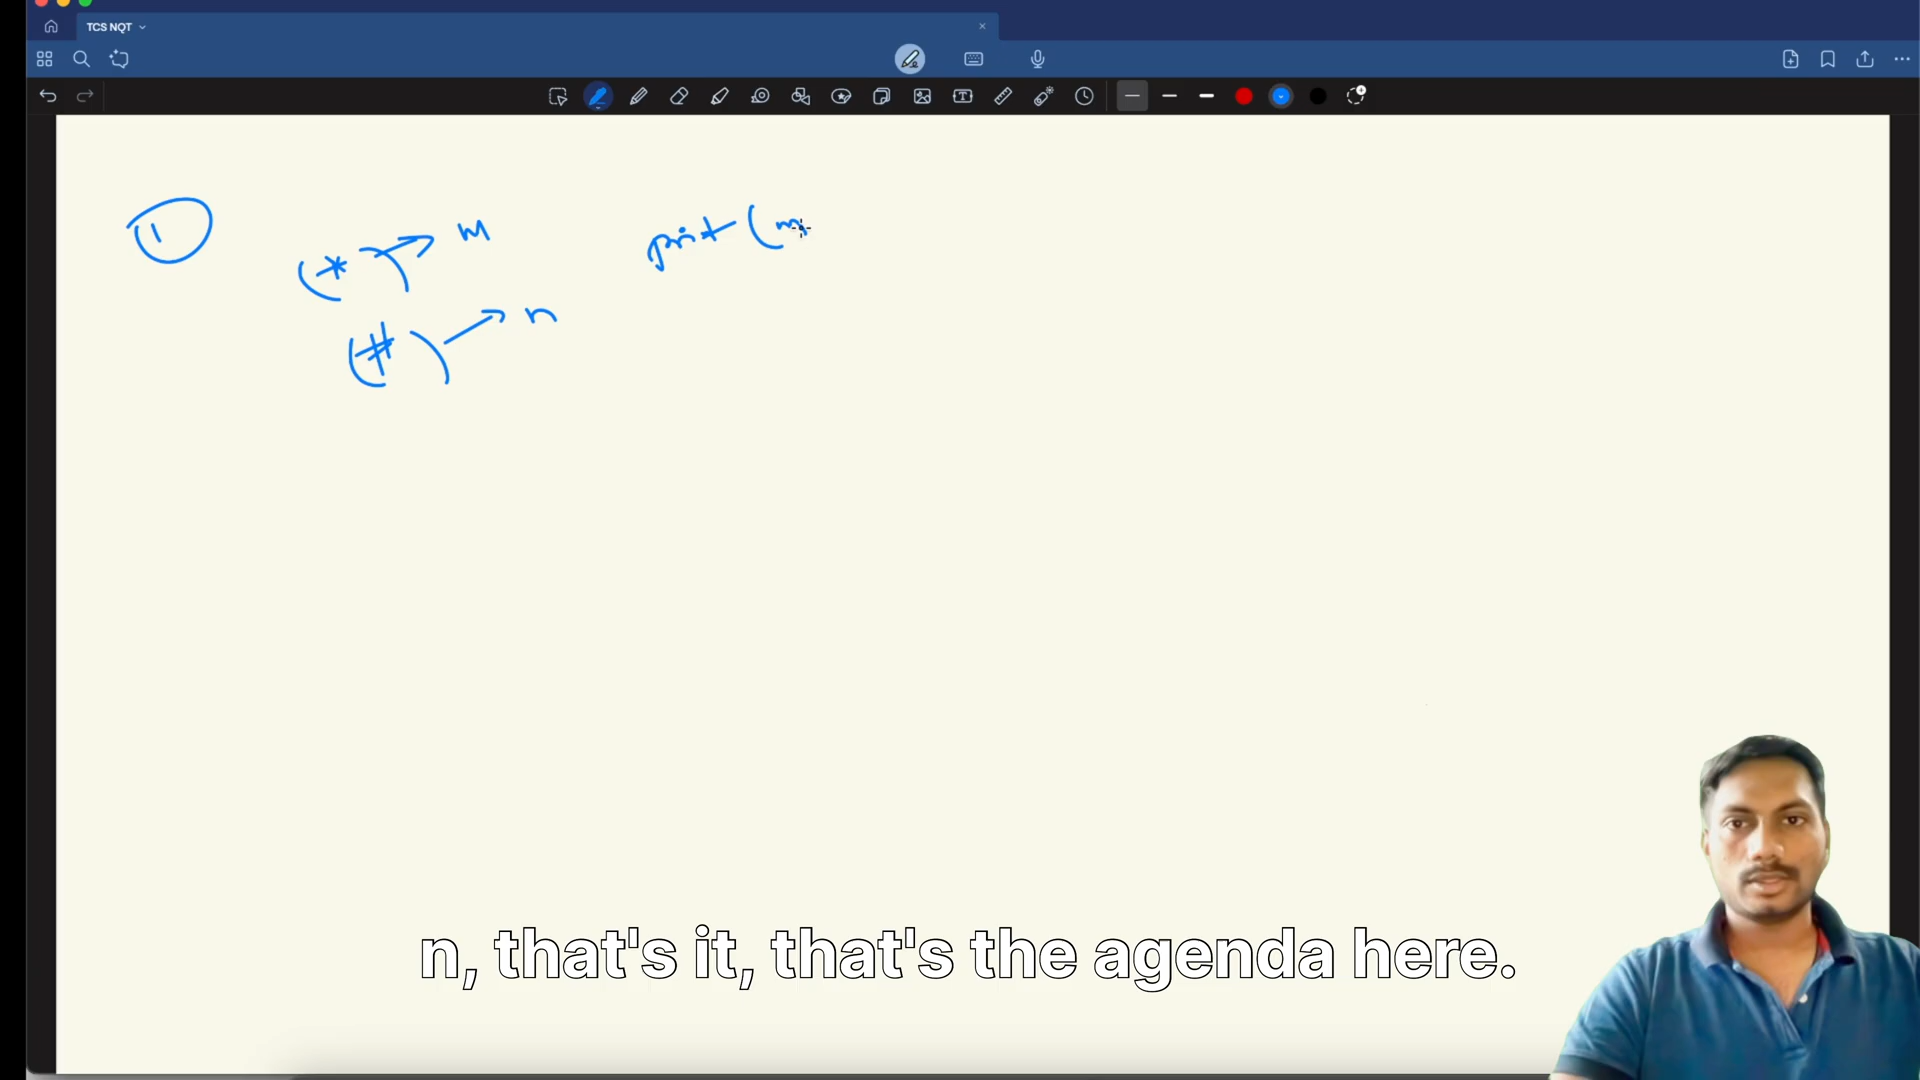 TCS NQT
1
(*) → m
print (m
(#) → n
n, that's it, that's the agenda here.